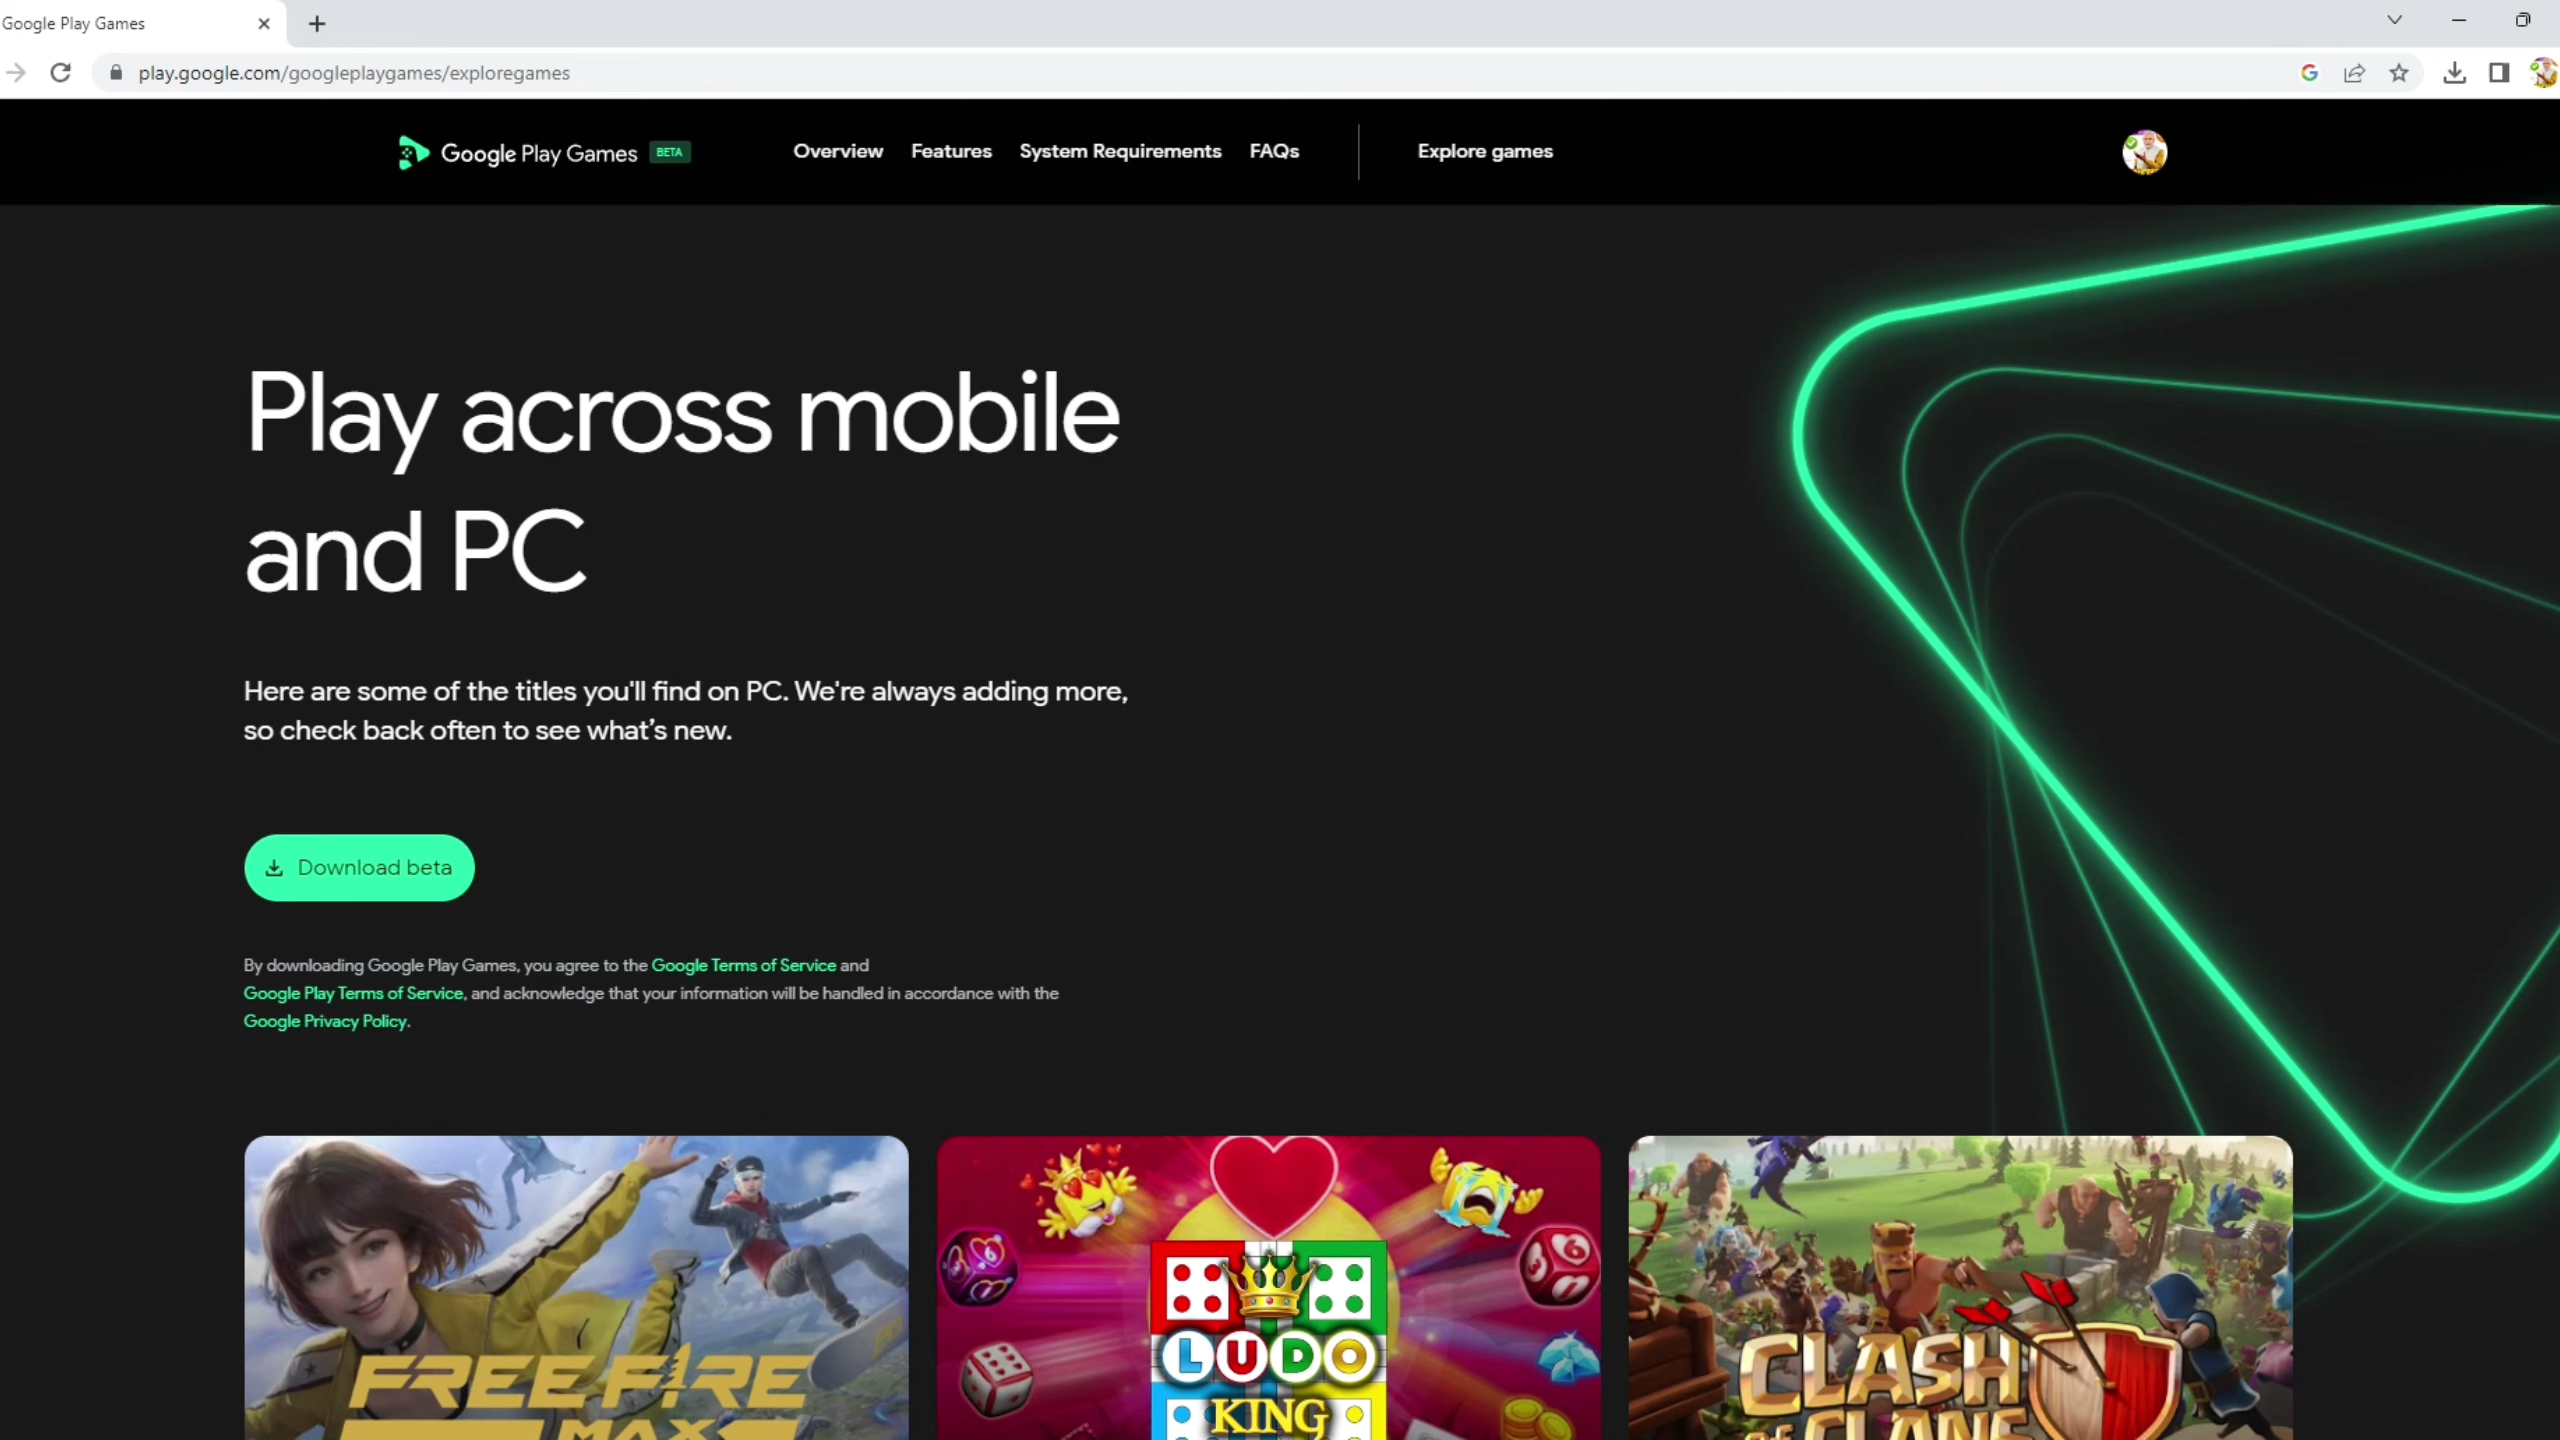 Google Play Games
play.google.com/googleplaygames/exploregames
Google Play Games BETA
Overview
Features
System Requirements
FAQs
Explore games
Play across mobile
and PC
Here are some of the titles you'll find on PC. We're always adding more,
so check back often to see what’s new.
Download beta
By downloading Google Play Games, you agree to the Google Terms of Service and
Google Play Terms of Service, and acknowledge that your information will be handled in accordance with the
Google Privacy Policy.
FREE FIRE
MAX
LUDO
KING
CLASH
OF CLANS